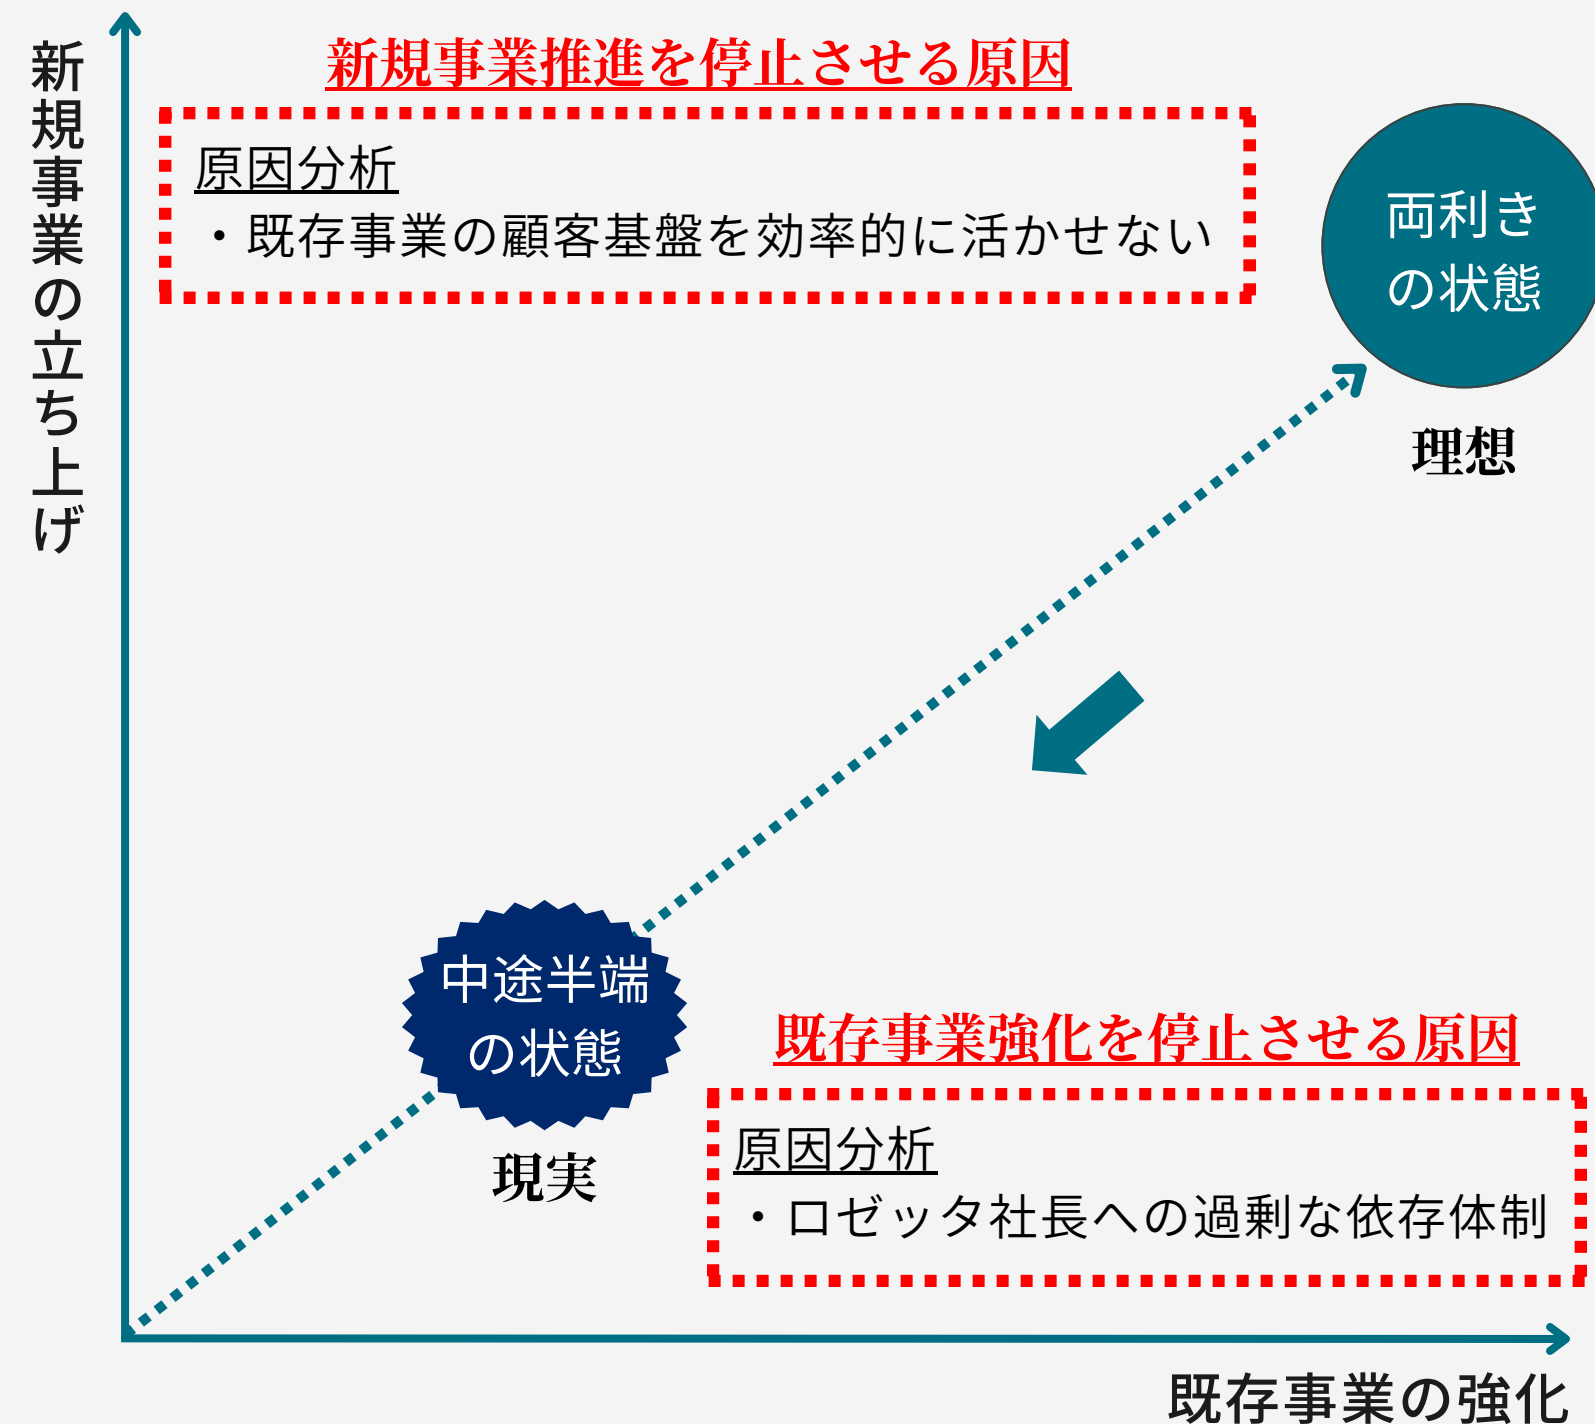 新規事業の立ち上げ
新規事業推進を停止させる原因
原因分析
・既存事業の顧客基盤を効率的に活かせない
両利き
の状態
理想
中途半端
の状態
現実
既存事業強化を停止させる原因
原因分析
・ロゼッタ社長への過剰な依存体制
既存事業の強化